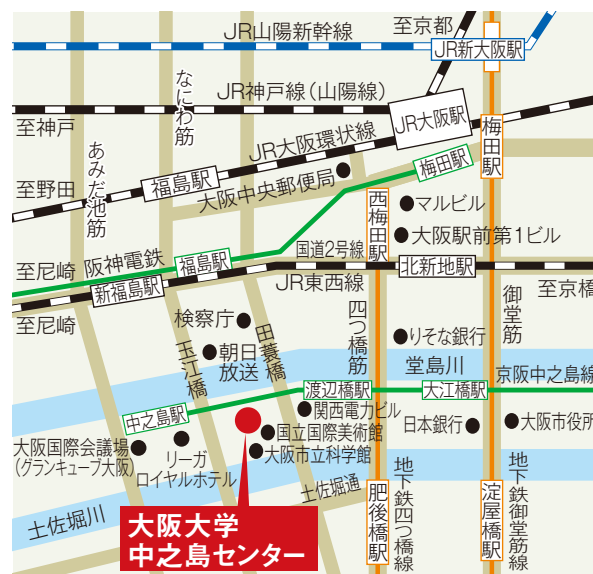 至京都
JR山陽新幹線
JR新大阪駅
なにわ筋
JR神戸線(山陽線)
至神戸
JR大阪駅
梅田駅
あみだ池筋
JR大阪環状線
福島駅
梅田駅
至野田
大阪中央郵便局
西梅田駅
マルビル
大阪駅前第1ビル
国道2号線
至尼崎
阪神電鉄
福島駅
北新地駅
新福島駅
JR東西線
至京橋
至尼崎
検察庁
朝日
放送
玉江橋
田蓑橋
四つ橋筋
りそな銀行
御堂筋
堂島川
京阪中之島線
渡辺橋駅
大江橋駅
中之島駅
関西電力ビル
国立国際美術館
大阪市立科学館
日本銀行
大阪市役所
大阪国際会議場
(グランキューブ大阪)
リーガ
ロイヤルホテル
土佐堀通
土佐堀川
肥後橋駅
地下鉄四つ橋線
淀屋橋駅
地下鉄御堂筋線
大阪大学
中之島センター